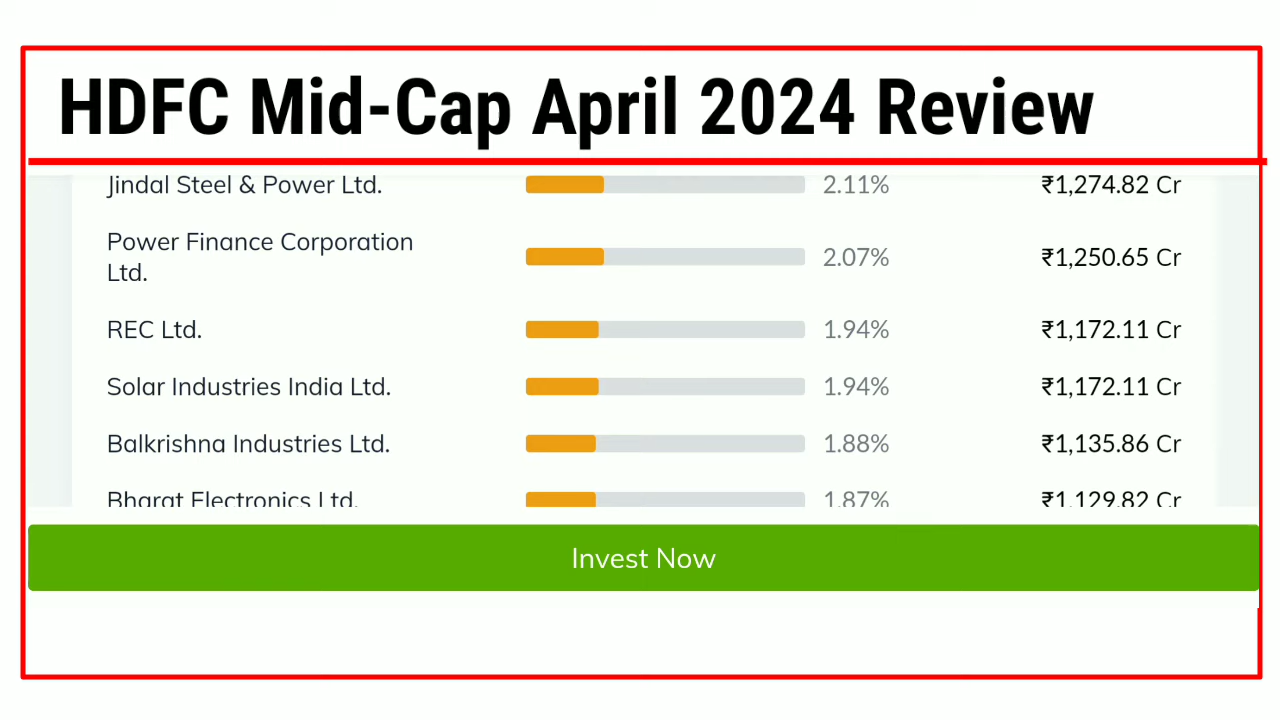 HDFC Mid-Cap April 2024 Review
Jindal Steel & Power Ltd. 2.11% ₹1,274.82 Cr
Power Finance Corporation
Ltd. 2.07% ₹1,250.65 Cr
REC Ltd. 1.94% ₹1,172.11 Cr
Solar Industries India Ltd. 1.94% ₹1,172.11 Cr
Balkrishna Industries Ltd. 1.88% ₹1,135.86 Cr
Bharat Electronics Ltd. 1.87% ₹1,129.82 Cr
Invest Now